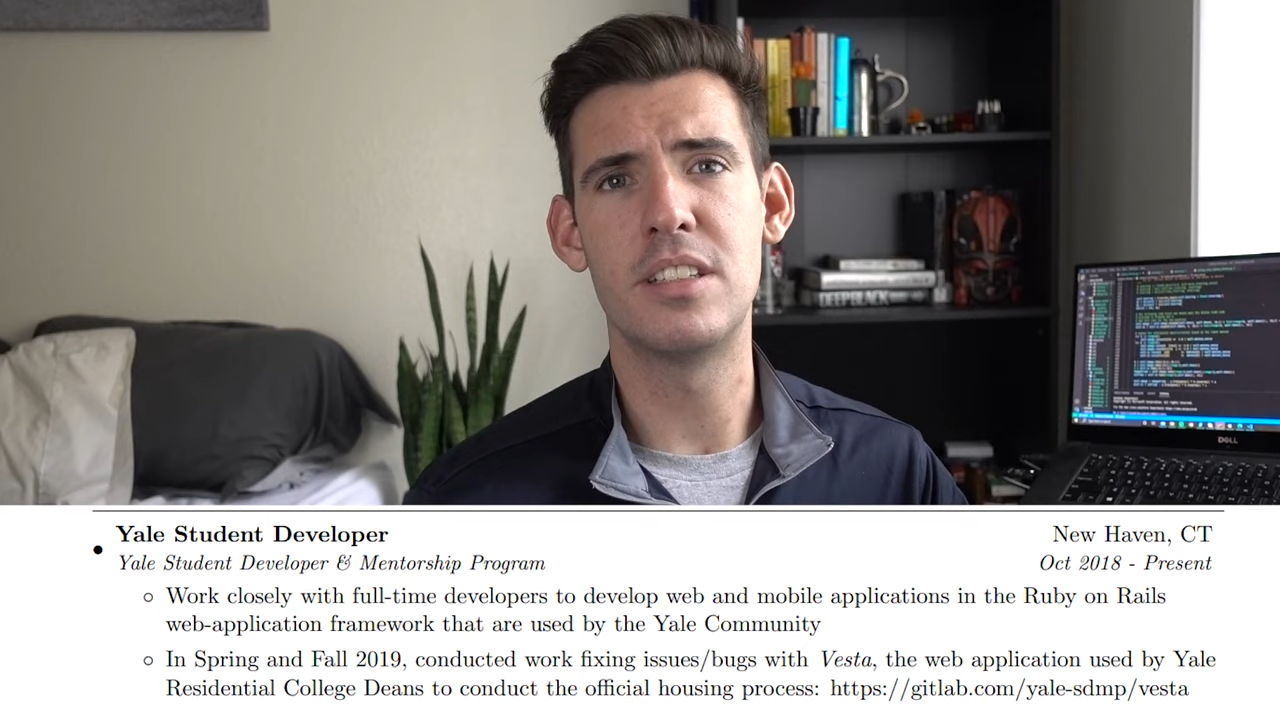 DEEP BLACK
DELL
Yale Student Developer
New Haven, CT
Yale Student Developer & Mentorship Program
Oct 2018 - Present
Work closely with full-time developers to develop web and mobile applications in the Ruby on Rails
web-application framework that are used by the Yale Community
In Spring and Fall 2019, conducted work fixing issues/bugs with Vesta, the web application used by Yale
Residential College Deans to conduct the official housing process: https://gitlab.com/yale-sdmp/vesta